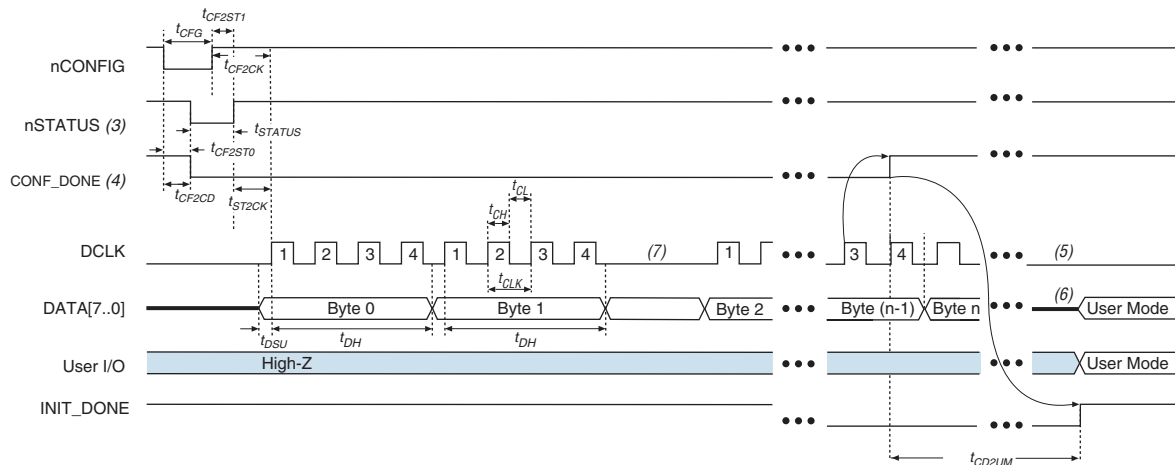 tCF2ST1
tCFG
nCONFIG
tCF2CK
nSTATUS (3)
tSTATUS
tCF2ST0
CONF_DONE (4)
tCF2CD
tST2CK
tCL
tCH
DCLK
1 2 3 4 1 2 3 4 (7) 1 3 4 (5)
tCLK
DATA[7..0]
Byte 0 Byte 1 Byte 2 Byte (n-1) Byte n (6) User Mode
tDSU
tDH tDH
User I/O
High-Z
User Mode
INIT_DONE
tCD2UM